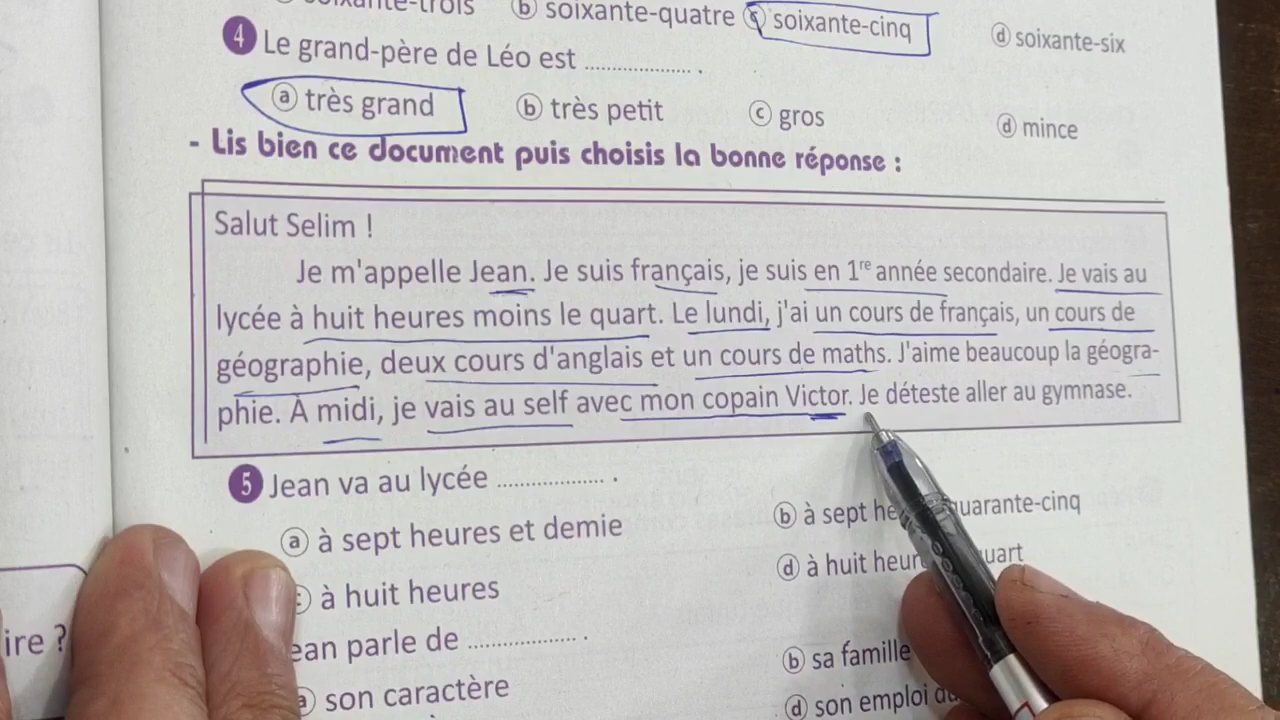 soixante-trois ⓑ soixante-quatre ⓒ soixante-cinq ⓓ soixante-six
4 Le grand-père de Léo est .................... .
ⓐ très grand ⓑ très petit ⓒ gros ⓓ mince
- Lis bien ce document puis choisis la bonne réponse :
Salut Selim !
Je m'appelle Jean. Je suis français, je suis en 1re année secondaire. Je vais au
lycée à huit heures moins le quart. Le lundi, j'ai un cours de français, un cours de
géographie, deux cours d'anglais et un cours de maths. J'aime beaucoup la géogra-
phie. À midi, je vais au self avec mon copain Victor. Je déteste aller au gymnase.
5 Jean va au lycée .................... .
ⓐ à sept heures et demie ⓑ à sept quarante-cinq
ⓒ à huit heures ⓓ à huit
ean parle de .................... .
ⓐ son caractère ⓑ sa famille
ⓓ son emploi
ire ?